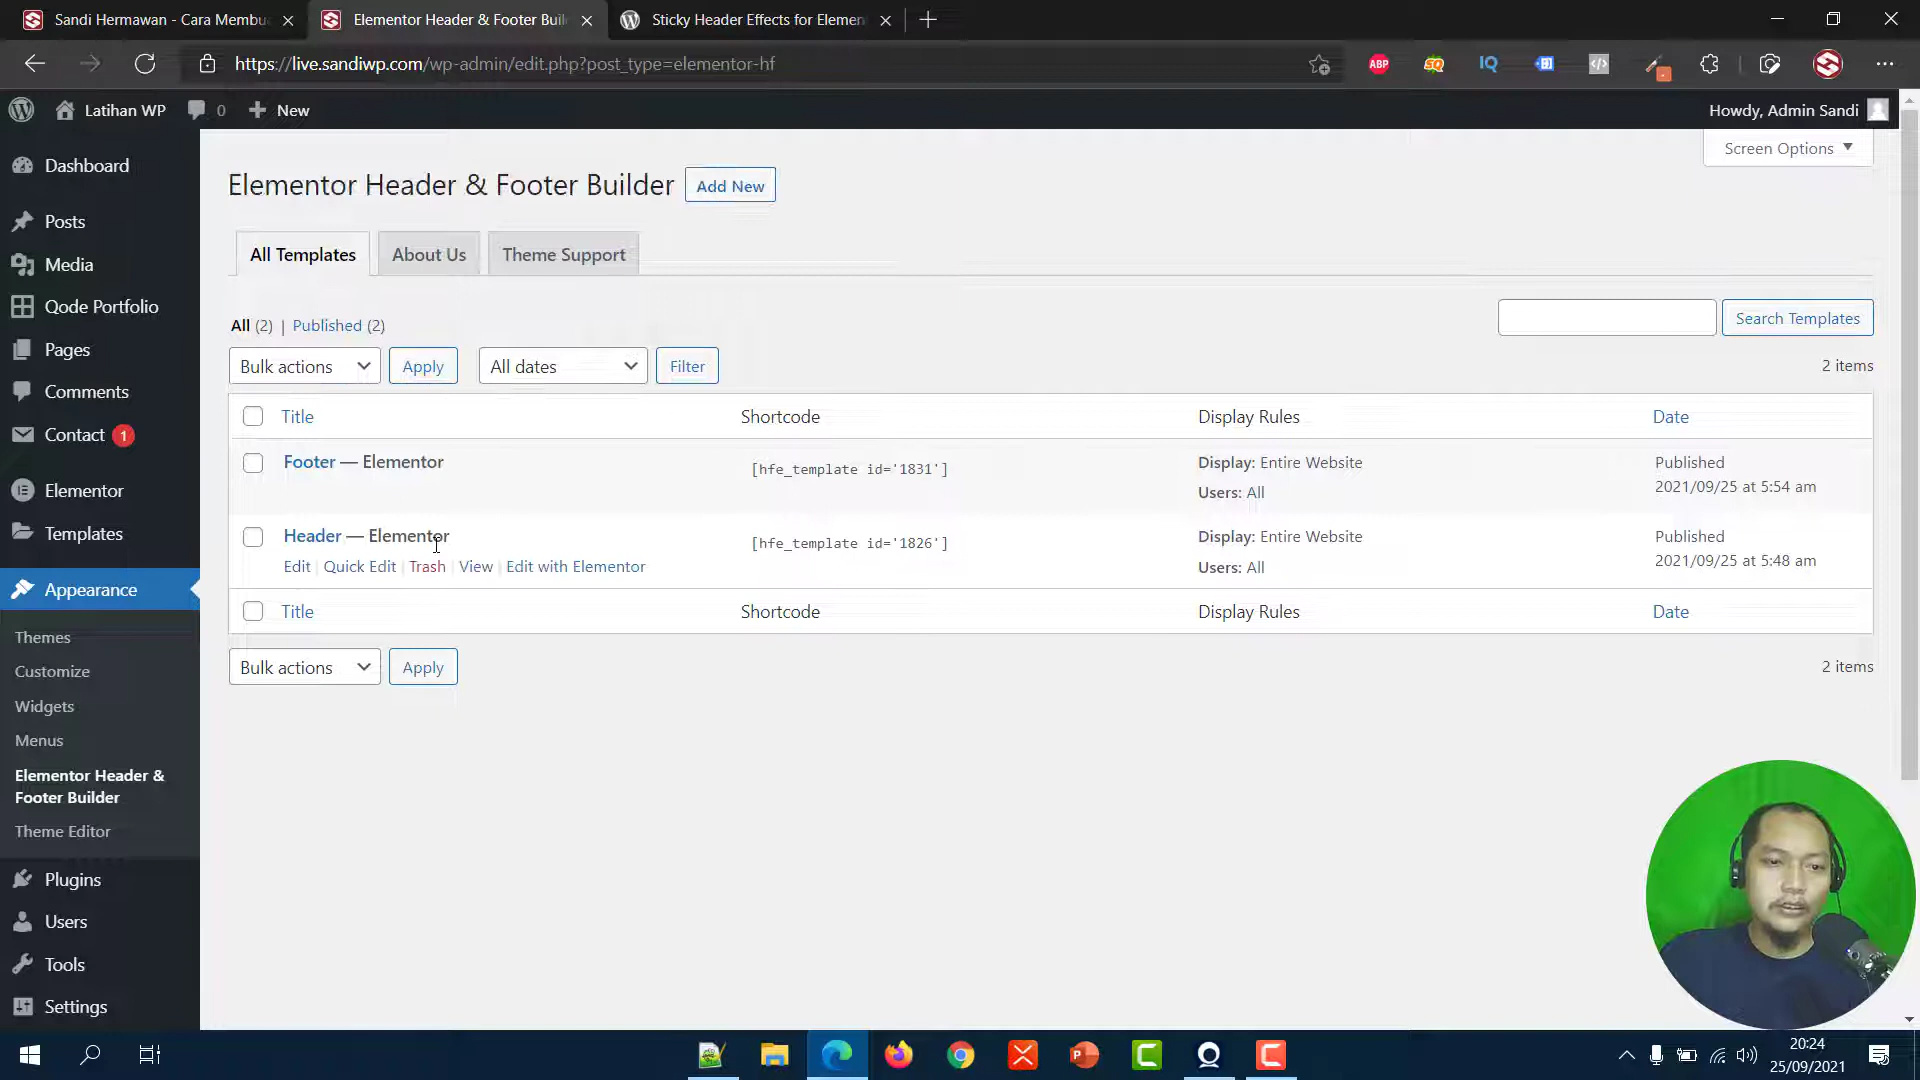 Sandi Hermawan - Cara Membu
Elementor Header & Footer Buil
Sticky Header Effects for Elemen
https://live.sandiwp.com/wp-admin/edit.php?post_type=elementor-hf
ABP
SQ
IQ
Latihan WP
0
New
Howdy, Admin Sandi
Screen Options
Dashboard
Posts
Media
Qode Portfolio
Pages
Comments
Contact 1
Elementor
Templates
Appearance
Themes
Customize
Widgets
Menus
Elementor Header &
Footer Builder
Theme Editor
Plugins
Users
Tools
Settings
Elementor Header & Footer Builder
Add New
All Templates
About Us
Theme Support
All (2) | Published (2)
Search Templates
Bulk actions
Apply
All dates
Filter
2 items
Title
Shortcode
Display Rules
Date
Footer — Elementor
[hfe_template id='1831']
Display: Entire Website
Users: All
Published
2021/09/25 at 5:54 am
Header — Elementor
Edit | Quick Edit | Trash | View | Edit with Elementor
[hfe_template id='1826']
Display: Entire Website
Users: All
Published
2021/09/25 at 5:48 am
Title
Shortcode
Display Rules
Date
Bulk actions
Apply
2 items
20:24
25/09/2021